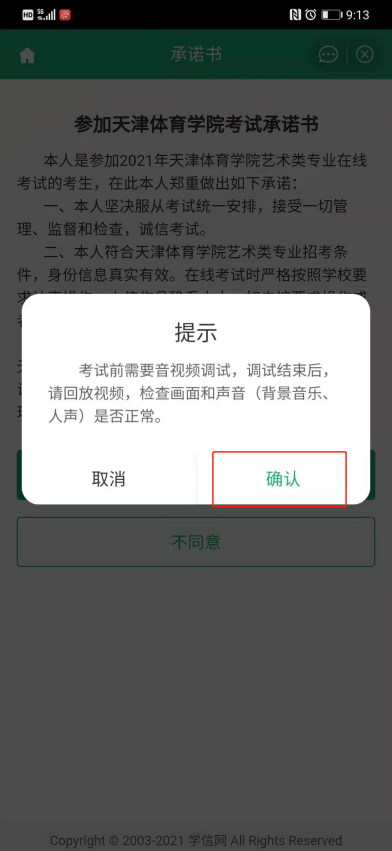 HD 5G 9:13
承诺书
参加天津体育学院考试承诺书
本人是参加2021年天津体育学院艺术类专业在线
考试的考生，在此本人郑重做出如下承诺：
一、本人坚决服从考试统一安排，接受一切管
理、监督和检查，诚信考试。
二、本人符合天津体育学院艺术类专业招考条
件，身份信息真实有效。在线考试时严格按照学校要
提示
考试前需要音视频调试，调试结束后，
请回放视频，检查画面和声音（背景音乐、
人声）是否正常。
取消
确认
不同意
Copyright © 2003-2021 学信网 All Rights Reserved